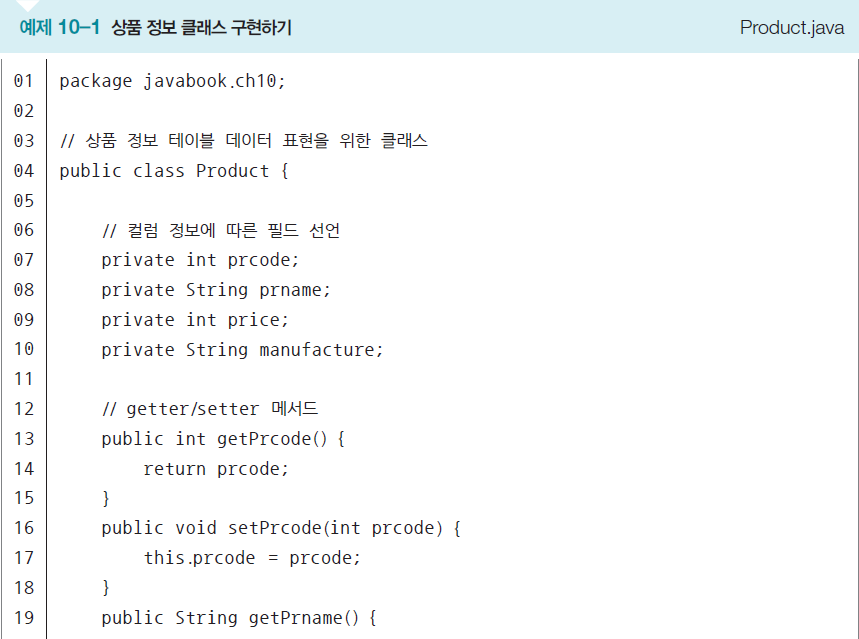 예제 10-1 상품 정보 클래스 구현하기 Product.java
01 package javabook.ch10;
02
03 // 상품 정보 테이블 데이터 표현을 위한 클래스
04 public class Product {
05
06 // 컬럼 정보에 따른 필드 선언
07 private int prcode;
08 private String prname;
09 private int price;
10 private String manufacture;
11
12 // getter/setter 메서드
13 public int getPrcode() {
14 return prcode;
15 }
16 public void setPrcode(int prcode) {
17 this.prcode = prcode;
18 }
19 public String getPrname() {